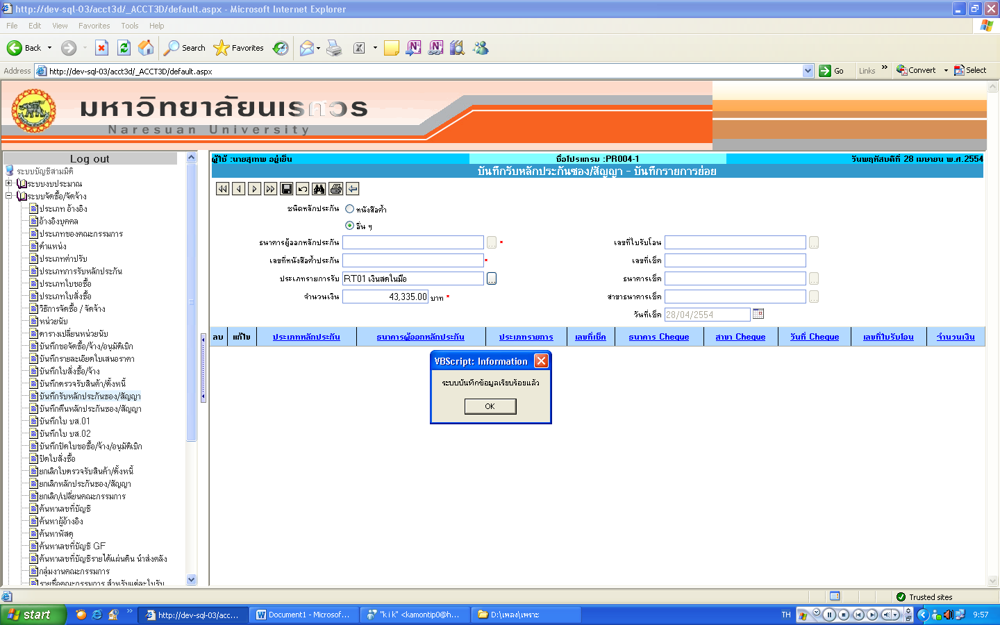 http://dev-sql-03/acct3d/_ACCT3D/default.aspx - Microsoft Internet Explorer
File Edit View Favorites Tools Help
Back Search Favorites
Address http://dev-sql-03/acct3d/_ACCT3D/default.aspx Go Links » Convert Select
มหาวิทยาลัยนเรศวร
Naresuan University
Log out
ระบบบัญชีสามมิติ
ระบบงบประมาณ
ระบบจัดซื้อ/จัดจ้าง
ประเภท อ้างอิง
อ้างอิงบุคคล
ประเภทของคณะกรรมการ
ตำแหน่ง
ประเภทค่าปรับ
ประเภทการรับหลักประกัน
ประเภทใบขอซื้อ
ประเภทใบสั่งซื้อ
วิธีการจัดซื้อ / จัดจ้าง
หน่วยนับ
ตารางเปลี่ยนหน่วยนับ
บันทึกขอจัดซื้อ/จ้าง/อนุมัติเบิก
บันทึกรายละเอียดใบเสนอราคา
บันทึกใบสั่งซื้อ/จ้าง
บันทึกตรวจรับสินค้า/ตั้งหนี้
บันทึกรับหลักประกันซอง/สัญญา
บันทึกคืนหลักประกันซอง/สัญญา
บันทึกใบ บส.01
บันทึกใบ บส.02
บันทึกปิดใบขอซื้อ/จ้าง/อนุมัติเบิก
ปิดใบสั่งซื้อ
ยกเลิกใบตรวจรับสินค้า/ตั้งหนี้
ยกเลิกหลักประกันซอง/สัญญา
ยกเลิก/เปลี่ยนคณะกรรมการ
ค้นหาเลขที่บัญชี
ค้นหาผู้อ้างอิง
ค้นหาพัสดุ
ค้นหาเลขที่บัญชี GF
ค้นหาเลขที่บัญชีรายได้แผ่นดิน นำส่งคลัง
กลุ่มงานคณะกรรมการ
รายชื่อคณะกรรมการ สำหรับแต่ละใบรับ
ผู้ใช้ :นายสุเทพ อยู่เย็น ชื่อโปรแกรม :PR004-1 วันพฤหัสบดีที่ 28 เมษายน พ.ศ.2554
บันทึกรับหลักประกันซอง/สัญญา - บันทึกรายการย่อย
ชนิดหลักประกัน หนังสือค้ำ
อื่น ๆ
ธนาคารผู้ออกหลักประกัน ... * เลขที่ใบรับโอน ...
เลขที่หนังสือค้ำประกัน * เลขที่เช็ค
ประเภทรายการรับ RT01 เงินสดในมือ ... ธนาคารเช็ค ...
จำนวนเงิน 43,335.00 บาท * สาขาธนาคารเช็ค ...
วันที่เช็ค 28/04/2554
ลบ แก้ไข ประเภทหลักประกัน ธนาคารผู้ออกหลักประกัน ประเภทรายการ เลขที่เช็ค ธนาคาร Cheque สาขา Cheque วันที่ Cheque เลขที่ใบรับโอน จำนวนเงิน
VBScript: Information
ระบบบันทึกข้อมูลเรียบร้อยแล้ว
OK
Trusted sites
start » http://dev-sql-03/acc... Document1 - Microsof... "k i k" <kamontip0@h... D:\เพลง\เพราะ TH 9:57